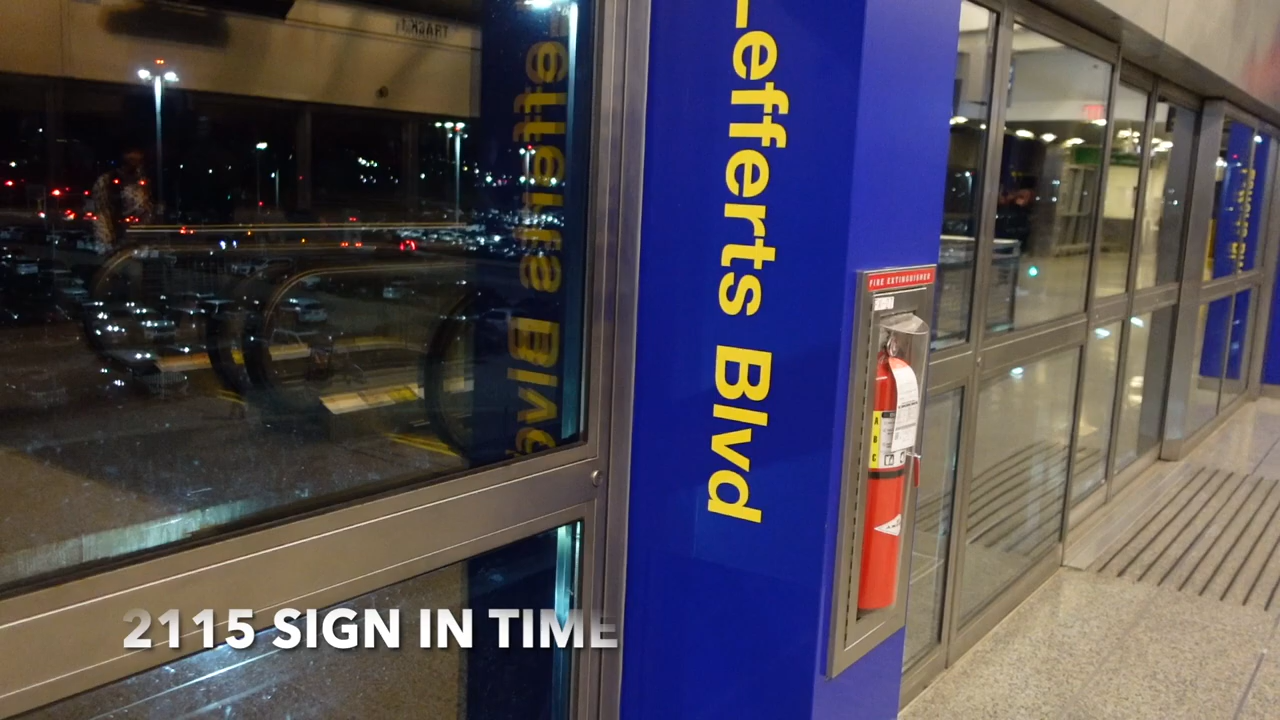 Lefferts Blvd
FIRE EXTINGUISHER
A
B
C
2115 SIGN IN TIME